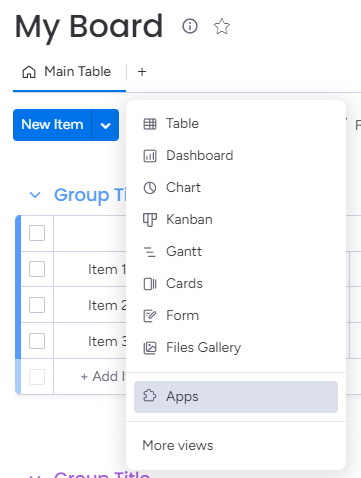 My Board
Main Table
+
New Item
Table
Dashboard
Chart
Kanban
Group Ti
Gantt
Item 1
Cards
Item 2
Form
Item 3
Files Gallery
+ Add I
Apps
More views
Group Title